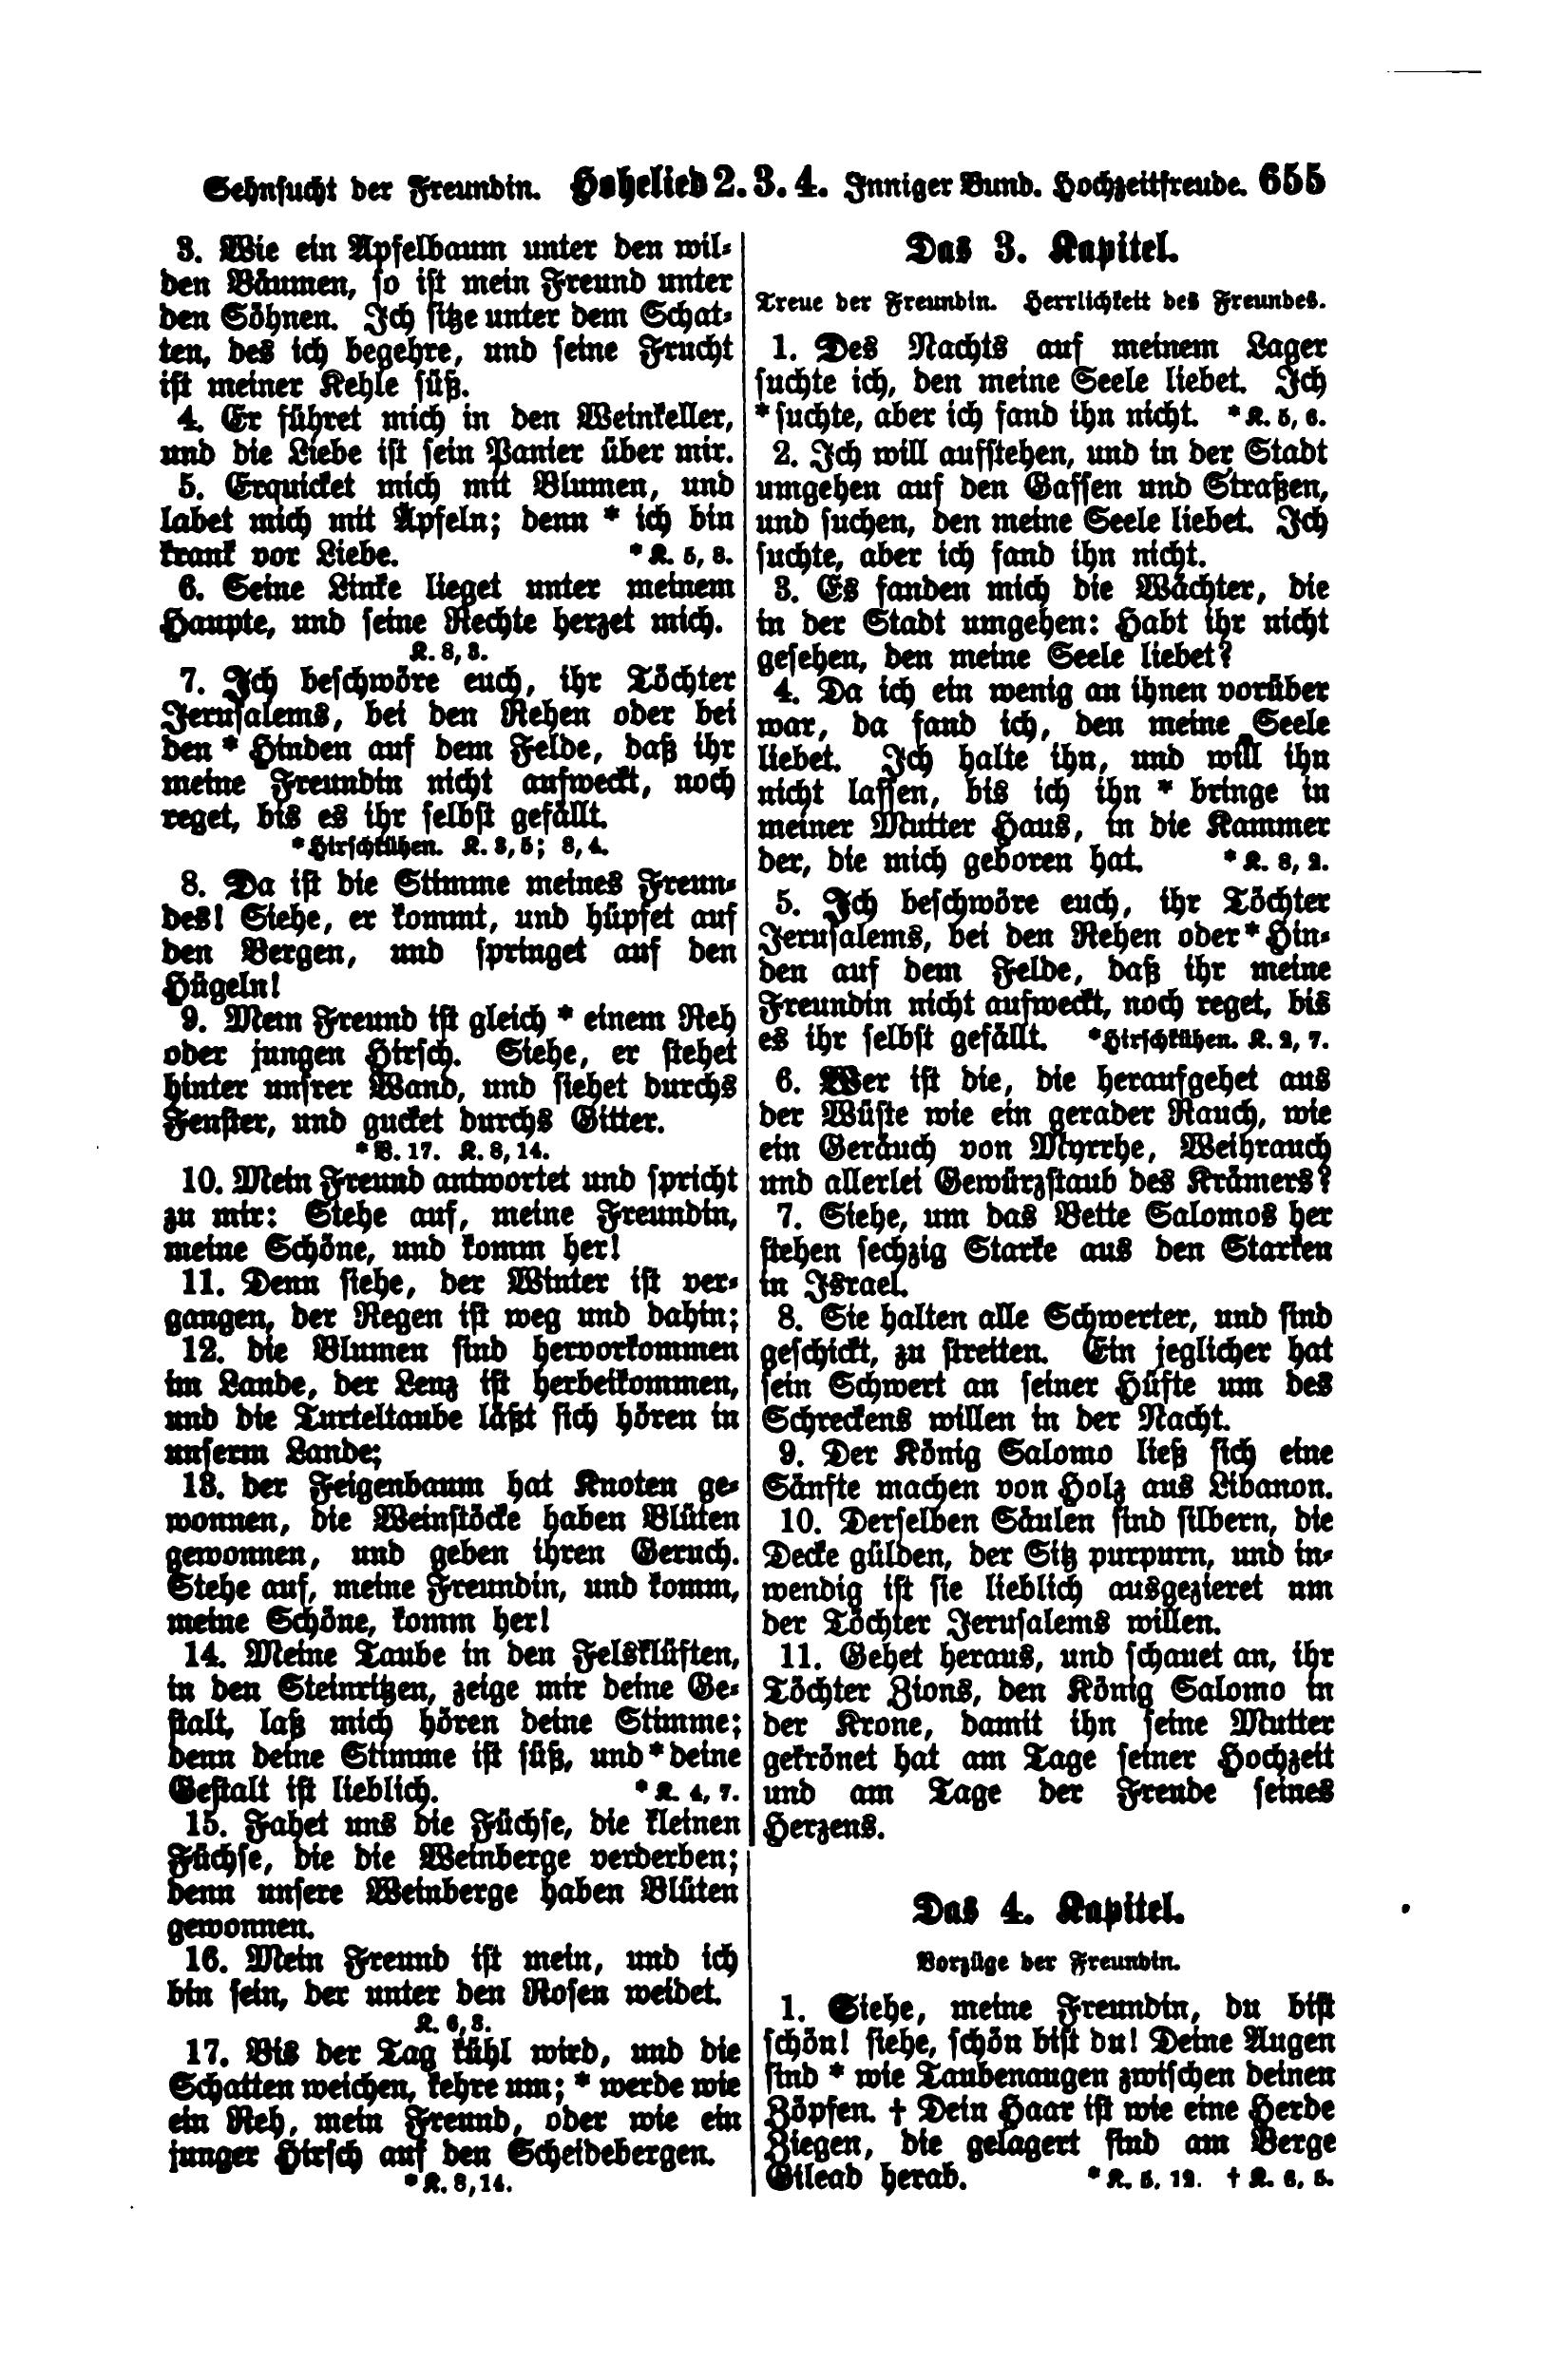 Sehnsucht der Freundin. Hohelied 2. 3. 4. Inniger Bund. Hochzeitfreude. 655
3. Wie ein Apfelbaum unter den wil-
den Bäumen, so ist mein Freund unter
den Söhnen. Ich sitze unter dem Schat-
ten, des ich begehre, und seine Frucht
ist meiner Kehle süß.
4. Er führet mich in den Weinkeller,
und die Liebe ist sein Panier über mir.
5. Erquicket mich mit Blumen, und
labet mich mit Äpfeln; denn * ich bin
krank vor Liebe. * K. 5, 8.
6. Seine Linke lieget unter meinem
Haupte, und seine Rechte herzet mich.
K. 8, 3.
7. Ich beschwöre euch, ihr Töchter
Jerusalems, bei den Rehen oder bei
den * Hinden auf dem Felde, daß ihr
meine Freundin nicht aufweckt, noch
reget, bis es ihr selbst gefällt.
* Hirschkühen. K. 3, 5; 8, 4.
8. Da ist die Stimme meines Freun-
des! Siehe, er kommt, und hüpfet auf
den Bergen, und springet auf den
Hügeln!
9. Mein Freund ist gleich * einem Reh
oder jungen Hirsch. Siehe, er stehet
hinter unsrer Wand, und siehet durchs
Fenster, und gucket durchs Gitter.
* V. 17. K. 8, 14.
10. Mein Freund antwortet und spricht
zu mir: Stehe auf, meine Freundin,
meine Schöne, und komm her!
11. Denn siehe, der Winter ist ver-
gangen, der Regen ist weg und dahin;
12. die Blumen sind hervorkommen
im Lande, der Lenz ist herbeikommen,
und die Turteltaube läßt sich hören in
unserm Lande;
13. der Feigenbaum hat Knoten ge-
wonnen, die Weinstöcke haben Blüten
gewonnen, und geben ihren Geruch.
Stehe auf, meine Freundin, und komm,
meine Schöne, komm her!
14. Meine Taube in den Felsklüften,
in den Steinritzen, zeige mir deine Ge-
stalt, laß mich hören deine Stimme;
denn deine Stimme ist süß, und * deine
Gestalt ist lieblich. * K. 4, 7.
15. Fahet uns die Füchse, die kleinen
Füchse, die die Weinberge verderben;
denn unsere Weinberge haben Blüten
gewonnen.
16. Mein Freund ist mein, und ich
bin sein, der unter den Rosen weidet.
K. 6, 3.
17. Bis der Tag kühl wird, und die
Schatten weichen, kehre um; * werde wie
ein Reh, mein Freund, oder wie ein
junger Hirsch auf den Scheidebergen.
* K. 8, 14.
Das 3. Kapitel.
Treue der Freundin. Herrlichkeit des Freundes.
1. Des Nachts auf meinem Lager
suchte ich, den meine Seele liebet. Ich
* suchte, aber ich fand ihn nicht. * K. 5, 6.
2. Ich will aufstehen, und in der Stadt
umgehen auf den Gassen und Straßen,
und suchen, den meine Seele liebet. Ich
suchte, aber ich fand ihn nicht.
3. Es fanden mich die Wächter, die
in der Stadt umgehen: Habt ihr nicht
gesehen, den meine Seele liebet?
4. Da ich ein wenig an ihnen vorüber
war, da fand ich, den meine Seele
liebet. Ich halte ihn, und will ihn
nicht lassen, bis ich ihn * bringe in
meiner Mutter Haus, in die Kammer
der, die mich geboren hat. * K. 8, 2.
5. Ich beschwöre euch, ihr Töchter
Jerusalems, bei den Rehen oder * Hin-
den auf dem Felde, daß ihr meine
Freundin nicht aufweckt, noch reget, bis
es ihr selbst gefällt. * Hirschkühen. K. 2, 7.
6. Wer ist die, die heraufgehet aus
der Wüste wie ein gerader Rauch, wie
ein Geräuch von Myrrhe, Weihrauch
und allerlei Gewürzstaub des Krämers?
7. Siehe, um das Bette Salomos her
stehen sechzig Starke aus den Starken
in Israel.
8. Sie halten alle Schwerter, und sind
geschickt, zu streiten. Ein jeglicher hat
sein Schwert an seiner Hüfte um des
Schreckens willen in der Nacht.
9. Der König Salomo ließ sich eine
Sänfte machen von Holz aus Libanon.
10. Derselben Säulen sind silbern, die
Decke gülden, der Sitz purpurn, und in-
wendig ist sie lieblich ausgezieret um
der Töchter Jerusalems willen.
11. Gehet heraus, und schauet an, ihr
Töchter Zions, den König Salomo in
der Krone, damit ihn seine Mutter
gekrönet hat am Tage seiner Hochzeit
und am Tage der Freude seines
Herzens.
Das 4. Kapitel.
Vorzüge der Freundin.
1. Siehe, meine Freundin, du bist
schön! siehe, schön bist du! Deine Augen
sind * wie Taubenaugen zwischen deinen
Zöpfen. † Dein Haar ist wie eine Herde
Ziegen, die gelagert sind am Berge
Gilead herab. * K. 5, 12. † K. 6, 5.